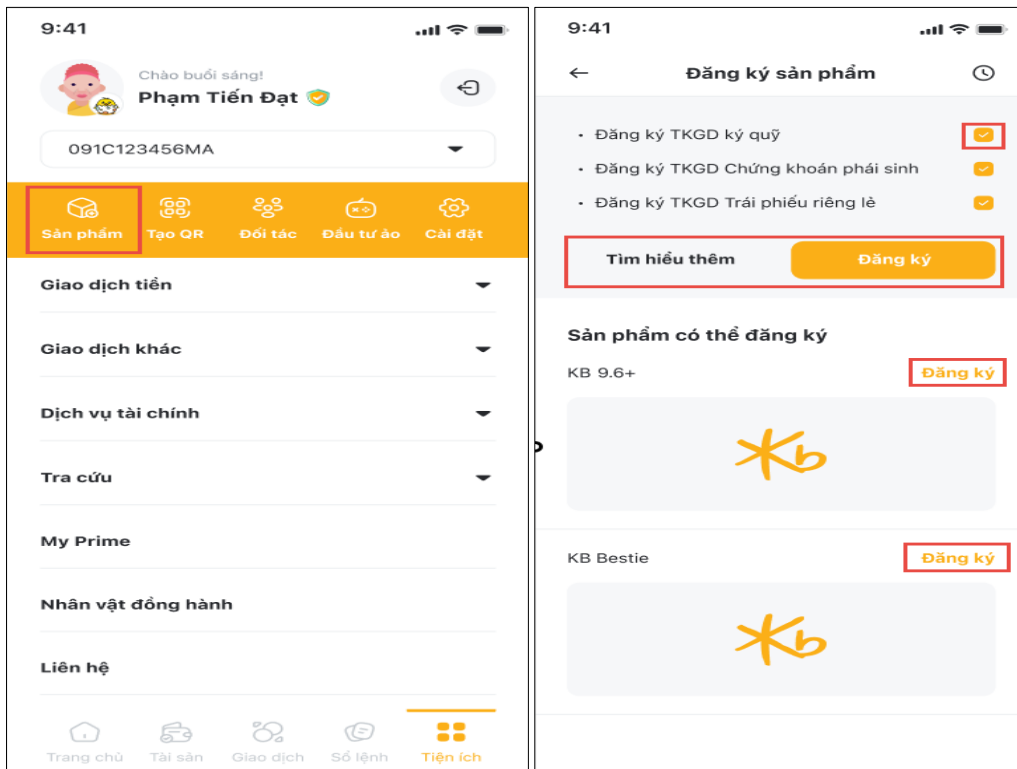 9:41
Chào buổi sáng!
Phạm Tiến Đạt
091C123456MA
Sản phẩm Tạo QR Đối tác Đầu tư ảo Cài đặt
Giao dịch tiền
Giao dịch khác
Dịch vụ tài chính
Tra cứu
My Prime
Nhân vật đồng hành
Liên hệ
Trang chủ Tài sản Giao dịch Sổ lệnh Tiện ích
9:41
Đăng ký sản phẩm
• Đăng ký TKGD ký quỹ
• Đăng ký TKGD Chứng khoán phái sinh
• Đăng ký TKGD Trái phiếu riêng lẻ
Tìm hiểu thêm Đăng ký
Sản phẩm có thể đăng ký
KB 9.6+ Đăng ký
Kb
KB Bestie Đăng ký
Kb